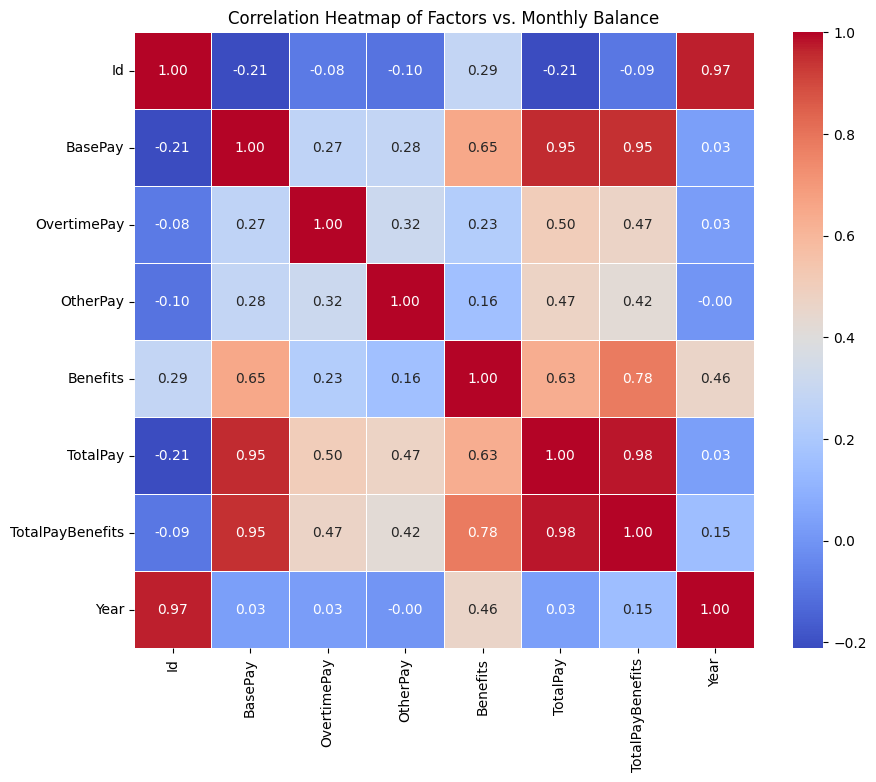 Correlation Heatmap of Factors vs. Monthly Balance
Id 1.00 -0.21 -0.08 -0.10 0.29 -0.21 -0.09 0.97
BasePay -0.21 1.00 0.27 0.28 0.65 0.95 0.95 0.03
OvertimePay -0.08 0.27 1.00 0.32 0.23 0.50 0.47 0.03
OtherPay -0.10 0.28 0.32 1.00 0.16 0.47 0.42 -0.00
Benefits 0.29 0.65 0.23 0.16 1.00 0.63 0.78 0.46
TotalPay -0.21 0.95 0.50 0.47 0.63 1.00 0.98 0.03
TotalPayBenefits -0.09 0.95 0.47 0.42 0.78 0.98 1.00 0.15
Year 0.97 0.03 0.03 -0.00 0.46 0.03 0.15 1.00
Id BasePay OvertimePay OtherPay Benefits TotalPay TotalPayBenefits Year
1.0
0.8
0.6
0.4
0.2
0.0
−0.2